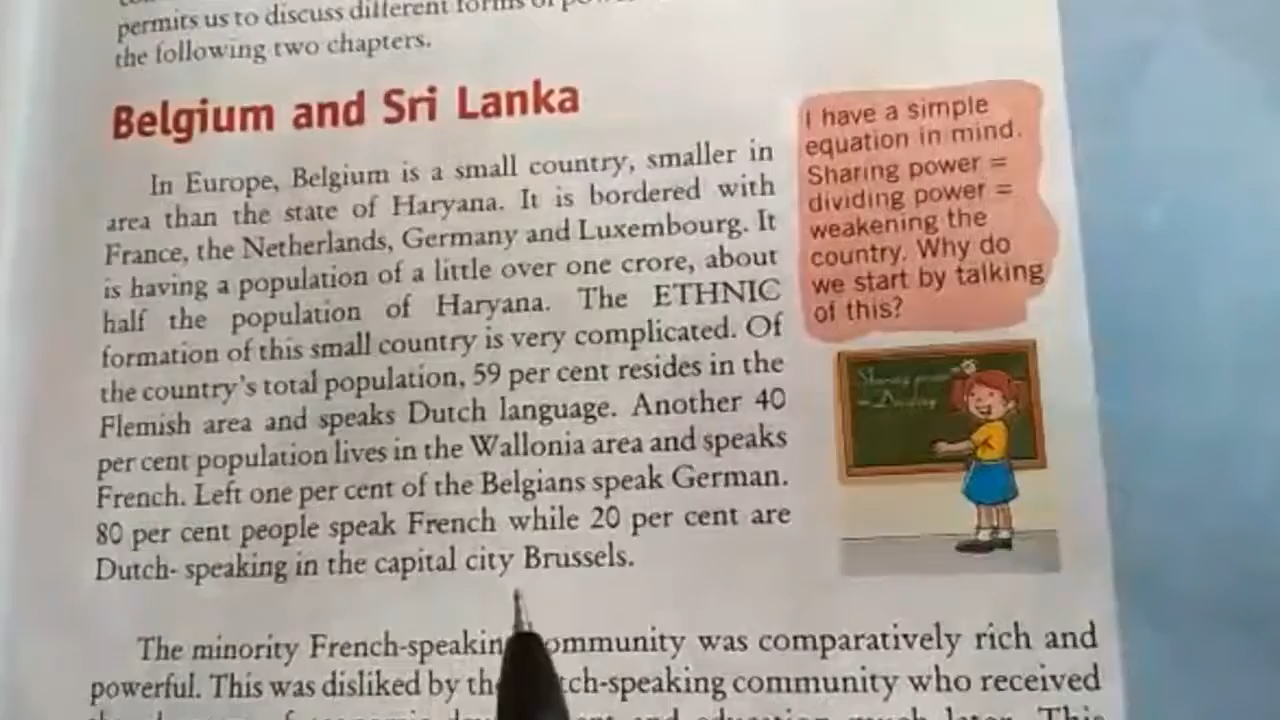 permits us to discuss different forms of
the following two chapters.
Belgium and Sri Lanka
In Europe, Belgium is a small country, smaller in
area than the state of Haryana. It is bordered with
France, the Netherlands, Germany and Luxembourg. It
is having a population of a little over one crore, about
half the population of Haryana. The ETHNIC
formation of this small country is very complicated. Of
the country's total population, 59 per cent resides in the
Flemish area and speaks Dutch language. Another 40
per cent population lives in the Wallonia area and speaks
French. Left one per cent of the Belgians speak German.
80 per cent people speak French while 20 per cent are
Dutch- speaking in the capital city Brussels.
I have a simple
equation in mind.
Sharing power =
dividing power =
weakening the
country. Why do
we start by talking
of this?
Sharing power
= Dividing
The minority French-speaking community was comparatively rich and
powerful. This was disliked by the Dutch-speaking community who received
much later. This